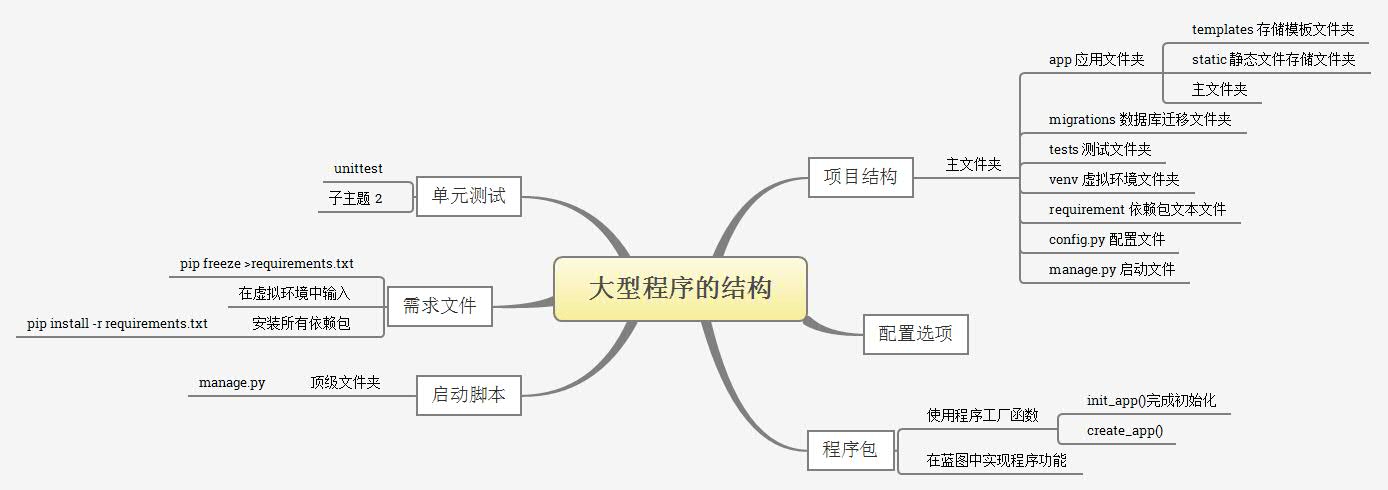 大型程序的结构
项目结构
主文件夹
app 应用文件夹
templates 存储模板文件夹
static 静态文件存储文件夹
主文件夹
migrations 数据库迁移文件夹
tests 测试文件夹
venv 虚拟环境文件夹
requirement 依赖包文本文件
config.py 配置文件
manage.py 启动文件
配置选项
程序包
使用程序工厂函数
init_app()完成初始化
create_app()
在蓝图中实现程序功能
单元测试
unittest
子主题 2
需求文件
pip freeze >requirements.txt
在虚拟环境中输入
安装所有依赖包
pip install -r requirements.txt
启动脚本
顶级文件夹
manage.py